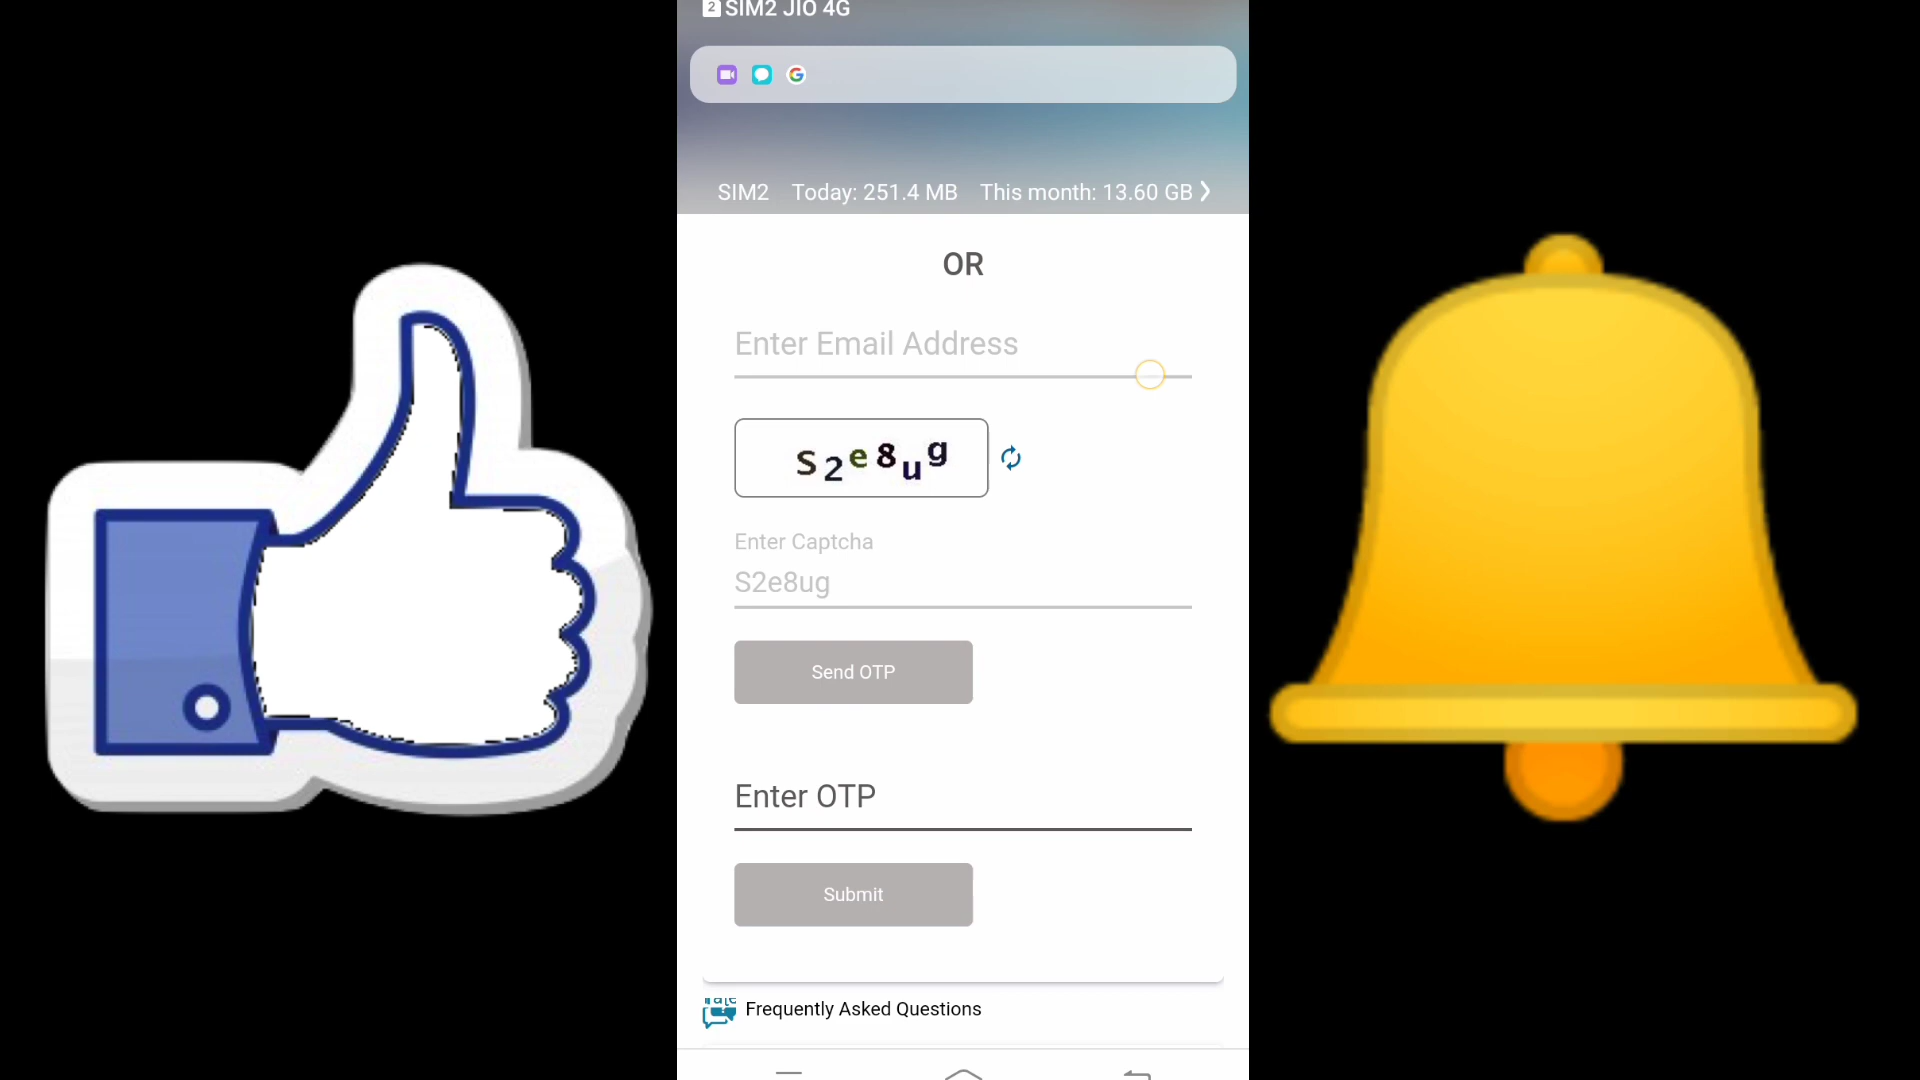 2 SIM2 JIO 4G
SIM2 Today: 251.4 MB This month: 13.60 GB
OR
Enter Email Address
S2e8ug
Enter Captcha
S2e8ug
Send OTP
Enter OTP
Submit
Frequently Asked Questions